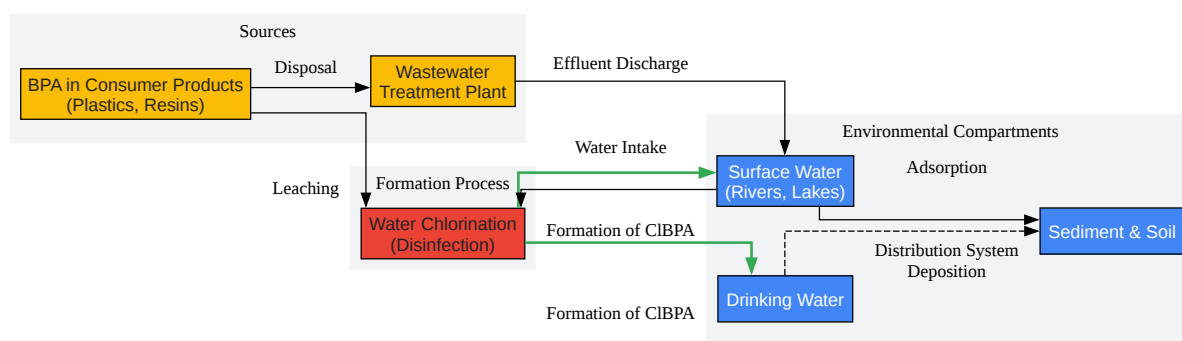 Sources
BPA in Consumer Products
(Plastics, Resins)
Disposal
Wastewater
Treatment Plant
Effluent Discharge
Environmental Compartments
Water Intake
Adsorption
Leaching
Formation Process
Surface Water
(Rivers, Lakes)
Water Chlorination
(Disinfection)
Formation of ClBPA
Sediment & Soil
Distribution System
Deposition
Drinking Water
Formation of ClBPA